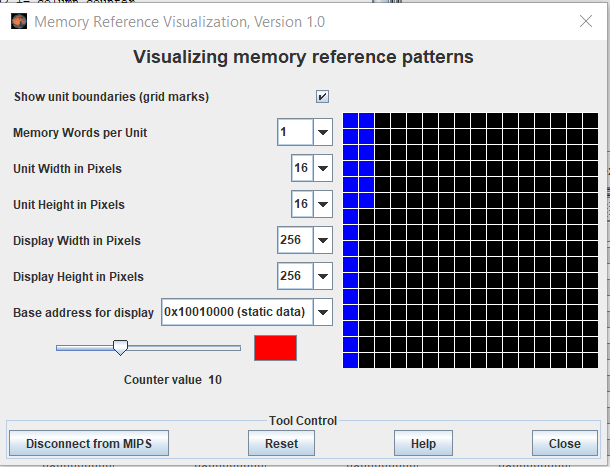 Memory Reference Visualization, Version 1.0
Visualizing memory reference patterns
Show unit boundaries (grid marks)
Memory Words per Unit 1
Unit Width in Pixels 16
Unit Height in Pixels 16
Display Width in Pixels 256
Display Height in Pixels 256
Base address for display 0x10010000 (static data)
Counter value 10
Tool Control
Disconnect from MIPS Reset Help Close